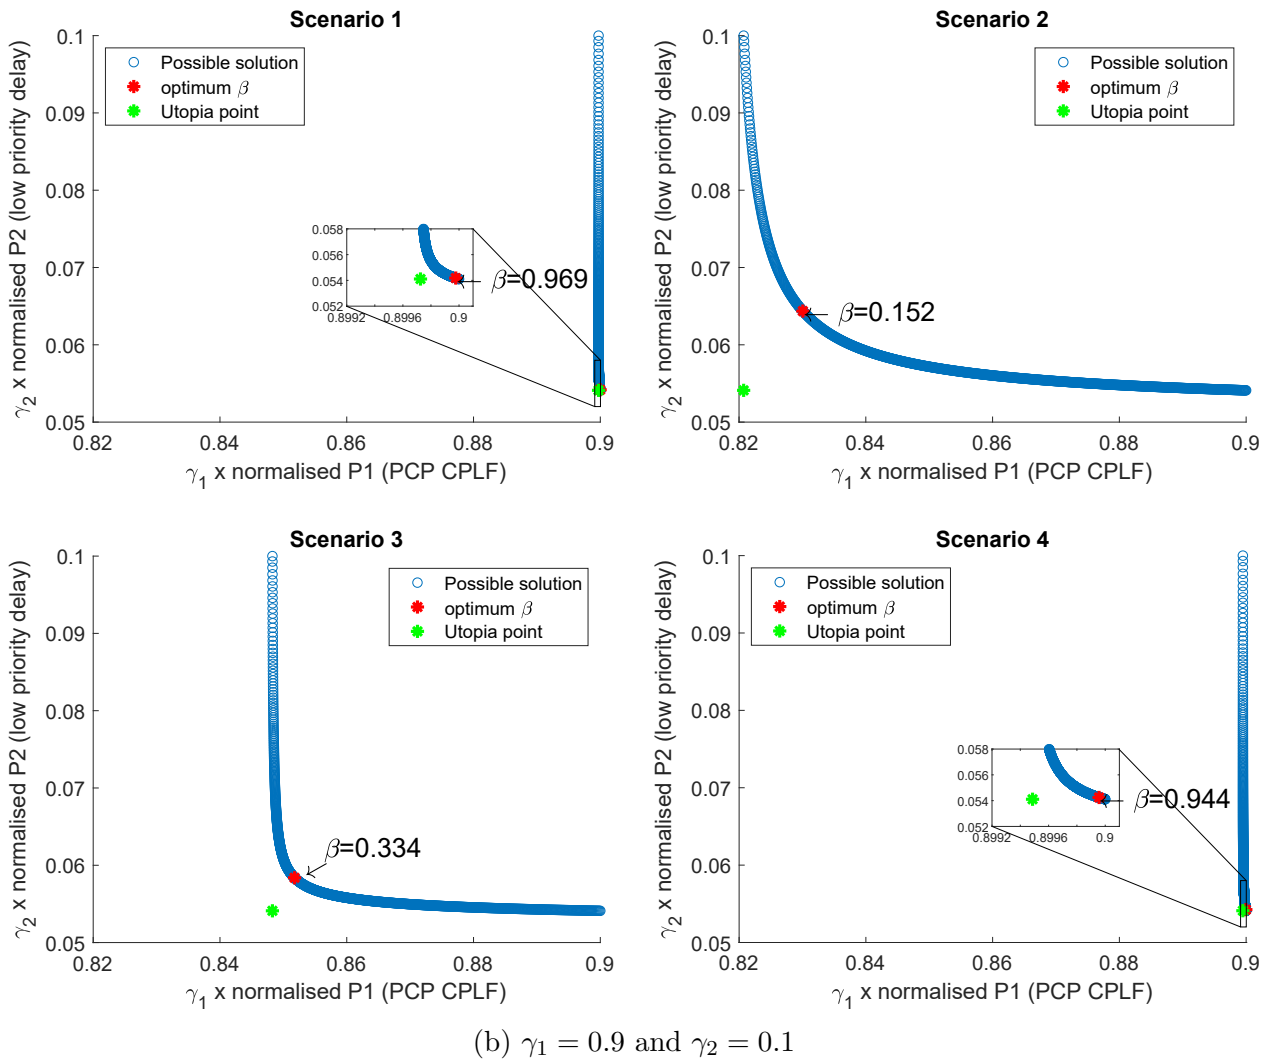 Scenario 1
0.1
0.09
0.08
0.07
0.06
0.05
γ₂ x normalised P2 (low priority delay)
Possible solution
optimum β
Utopia point
0.058
0.056
0.054
0.052
0.8992
0.8996
0.9
β=0.969
0.82
0.84
0.86
0.88
0.9
γ₁ x normalised P1 (PCP CPLF)
Scenario 2
0.1
0.09
0.08
0.07
0.06
0.05
γ₂ x normalised P2 (low priority delay)
Possible solution
optimum β
Utopia point
β=0.152
0.82
0.84
0.86
0.88
0.9
γ₁ x normalised P1 (PCP CPLF)
Scenario 3
0.1
0.09
0.08
0.07
0.06
0.05
γ₂ x normalised P2 (low priority delay)
Possible solution
optimum β
Utopia point
β=0.334
0.82
0.84
0.86
0.88
0.9
γ₁ x normalised P1 (PCP CPLF)
Scenario 4
0.1
0.09
0.08
0.07
0.06
0.05
γ₂ x normalised P2 (low priority delay)
Possible solution
optimum β
Utopia point
0.058
0.056
0.054
0.052
0.8992
0.8996
0.9
β=0.944
0.82
0.84
0.86
0.88
0.9
γ₁ x normalised P1 (PCP CPLF)
(b) γ₁ = 0.9 and γ₂ = 0.1